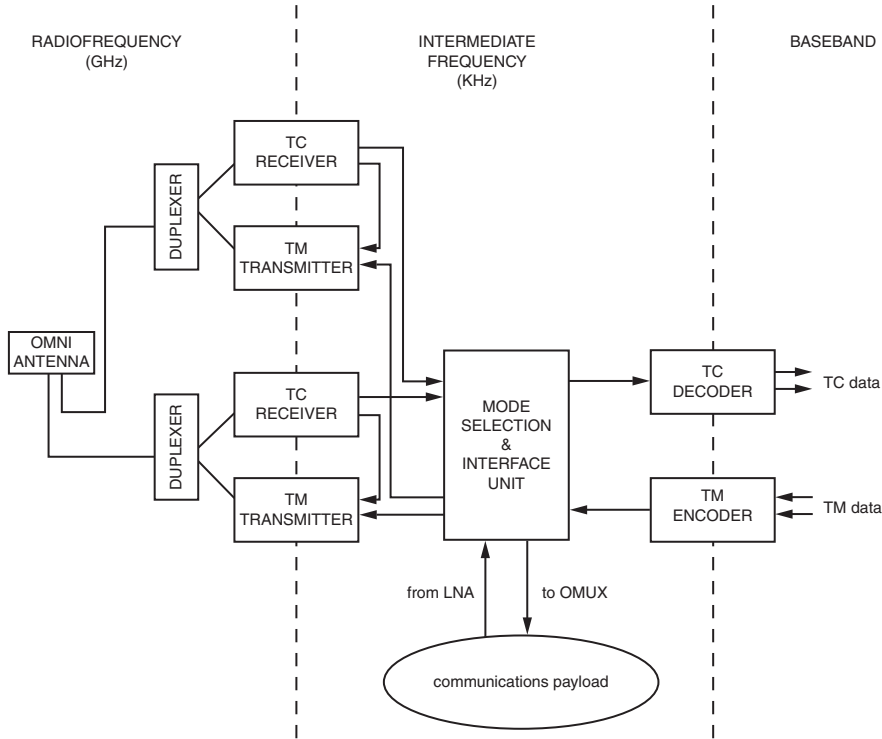 RADIOFREQUENCY
(GHz)
INTERMEDIATE
FREQUENCY
(KHz)
BASEBAND
TC
RECEIVER
DUPLEXER
TM
TRANSMITTER
OMNI
ANTENNA
TC
RECEIVER
DUPLEXER
TM
TRANSMITTER
MODE
SELECTION
&
INTERFACE
UNIT
TC
DECODER
TC data
TM
ENCODER
TM data
from LNA
to OMUX
communications payload